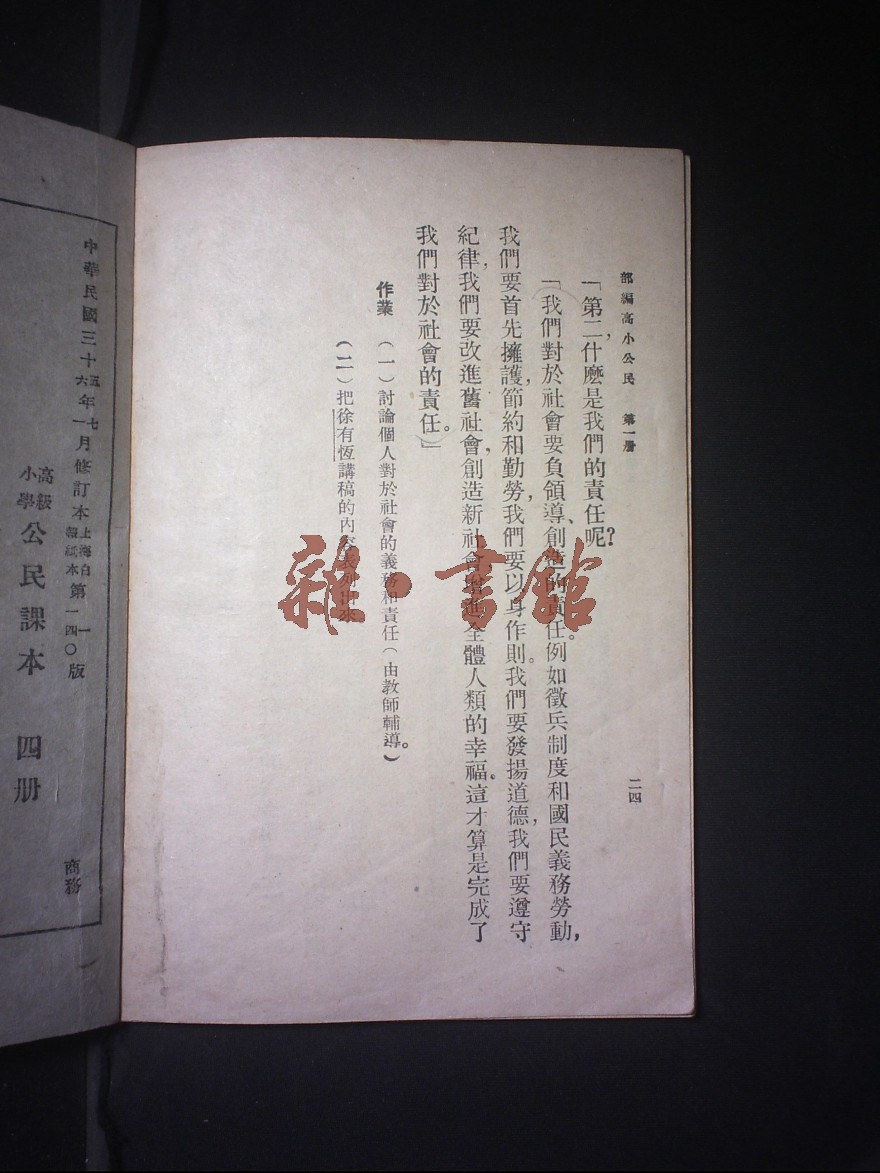 部編高小公民 第一册
二四
「第二,什麼是我們的責任呢?
「我們對於社會要負領導、創造的責任。例如徵兵制度和國民義務勞動,
我們要首先擁護,節約和勤勞,我們要以身作則。我們要發揚道德,我們要遵守
紀律,我們要改進舊社會,創造新社會,增進全體人類的幸福。這才算是完成了
我們對於社會的責任。」
作業 (一)討論個人對於社會的義務和責任(由教師輔導。)
(二)把徐有恆講稿的內容表列出來。
雜·書館
中華民國三十五年七月修訂本上海白報紙本第一版
六年一月 第一四〇版
高級小學公民課本 四册
商務